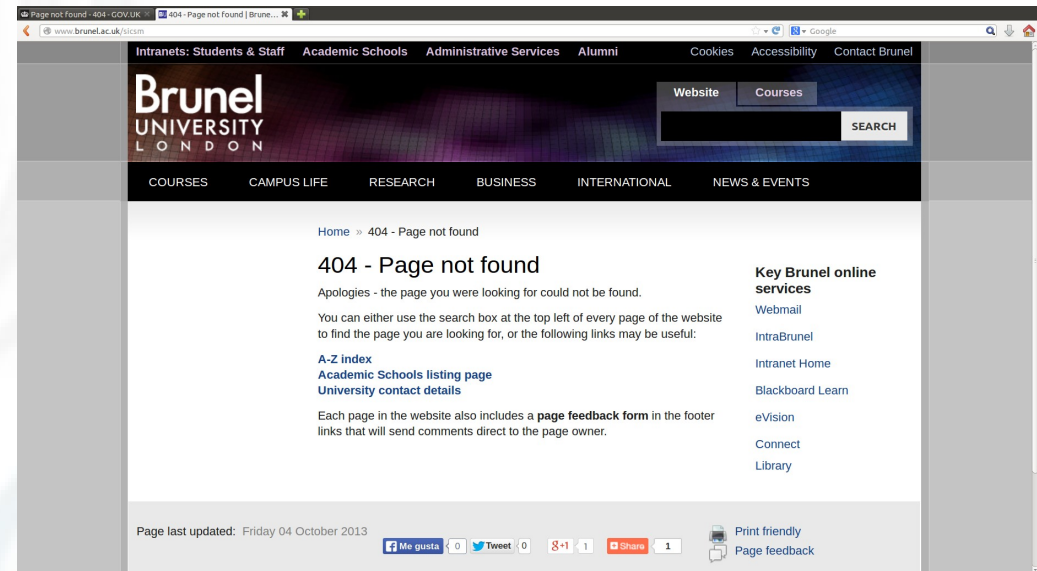 Page not found - 404 - GOV.UK
404 - Page not found | Brune...
www.brunel.ac.uk/sicsm
Google
Intranets: Students & Staff Academic Schools Administrative Services Alumni Cookies Accessibility Contact Brunel
Brunel
UNIVERSITY
LONDON
Website Courses
SEARCH
COURSES CAMPUS LIFE RESEARCH BUSINESS INTERNATIONAL NEWS & EVENTS
Home » 404 - Page not found
404 - Page not found
Apologies - the page you were looking for could not be found.
You can either use the search box at the top left of every page of the website
to find the page you are looking for, or the following links may be useful:
A-Z index
Academic Schools listing page
University contact details
Each page in the website also includes a page feedback form in the footer
links that will send comments direct to the page owner.
Key Brunel online
services
Webmail
IntraBrunel
Intranet Home
Blackboard Learn
eVision
Connect
Library
Page last updated: Friday 04 October 2013
Me gusta 0 Tweet 0 g+1 1 Share 1
Print friendly
Page feedback